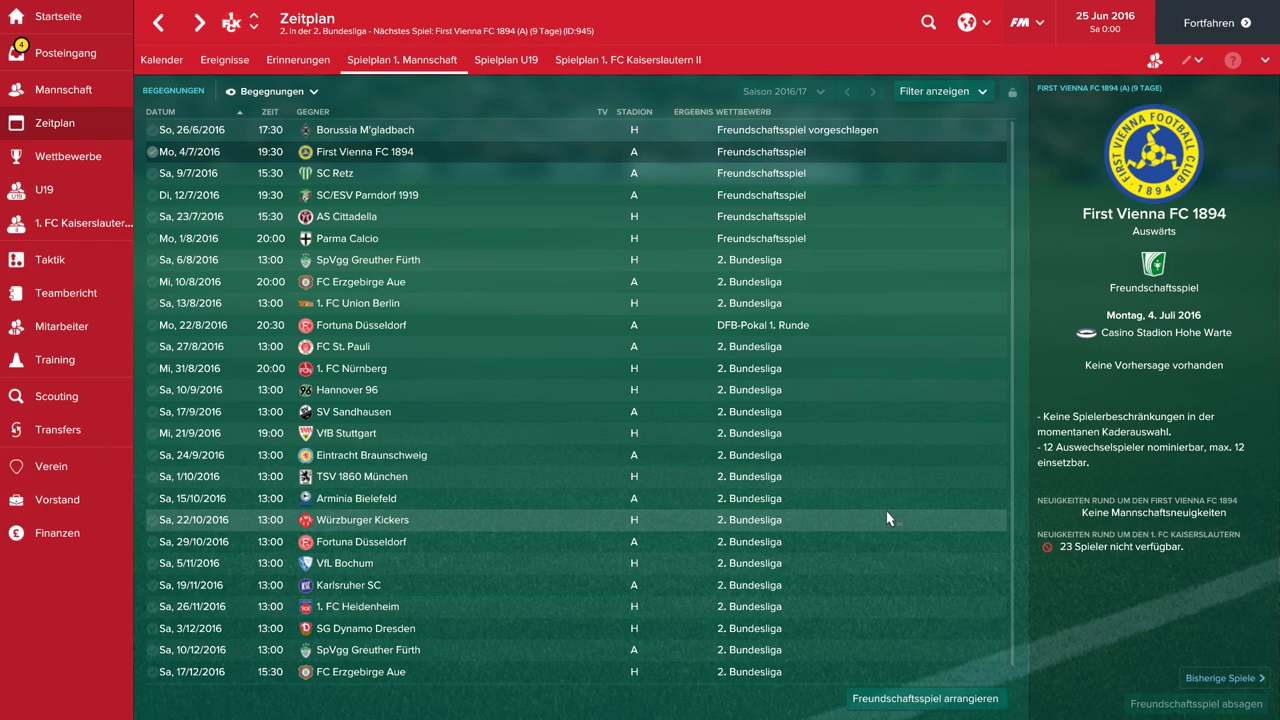 Startseite
4
Posteingang
Mannschaft
Zeitplan
Wettbewerbe
U19
U19
1. FC Kaiserslauter...
II
Taktik
Teambericht
Mitarbeiter
Training
Scouting
Transfers
Verein
Vorstand
Finanzen
Zeitplan
2. in der 2. Bundesliga - Nächstes Spiel: First Vienna FC 1894 (A) (9 Tage) (ID:945)
FM
25 Jun 2016
Sa 0:00
Fortfahren
Kalender Ereignisse Erinnerungen Spielplan 1. Mannschaft Spielplan U19 Spielplan 1. FC Kaiserslautern II
?
BEGEGNUNGEN Begegnungen Saison 2016/17 Filter anzeigen
DATUM ZEIT GEGNER TV STADION ERGEBNIS WETTBEWERB
So, 26/6/2016 17:30 Borussia M'gladbach H Freundschaftsspiel vorgeschlagen
Mo, 4/7/2016 19:30 First Vienna FC 1894 A Freundschaftsspiel
Sa, 9/7/2016 15:30 SC Retz A Freundschaftsspiel
Di, 12/7/2016 19:30 SC/ESV Parndorf 1919 A Freundschaftsspiel
Sa, 23/7/2016 15:30 AS Cittadella H Freundschaftsspiel
Mo, 1/8/2016 20:00 Parma Calcio H Freundschaftsspiel
Sa, 6/8/2016 13:00 SpVgg Greuther Fürth H 2. Bundesliga
Mi, 10/8/2016 20:00 FC Erzgebirge Aue A 2. Bundesliga
Sa, 13/8/2016 13:00 1. FC Union Berlin H 2. Bundesliga
Mo, 22/8/2016 20:30 Fortuna Düsseldorf A DFB-Pokal 1. Runde
Sa, 27/8/2016 13:00 FC St. Pauli A 2. Bundesliga
Mi, 31/8/2016 20:00 1. FC Nürnberg H 2. Bundesliga
Sa, 10/9/2016 13:00 Hannover 96 H 2. Bundesliga
Sa, 17/9/2016 13:00 SV Sandhausen A 2. Bundesliga
Mi, 21/9/2016 19:00 VfB Stuttgart H 2. Bundesliga
Sa, 24/9/2016 13:00 Eintracht Braunschweig A 2. Bundesliga
Sa, 1/10/2016 13:00 TSV 1860 München H 2. Bundesliga
Sa, 15/10/2016 13:00 Arminia Bielefeld A 2. Bundesliga
Sa, 22/10/2016 13:00 Würzburger Kickers H 2. Bundesliga
Sa, 29/10/2016 13:00 Fortuna Düsseldorf A 2. Bundesliga
Sa, 5/11/2016 13:00 VfL Bochum H 2. Bundesliga
Sa, 19/11/2016 13:00 Karlsruher SC A 2. Bundesliga
Sa, 26/11/2016 13:00 1. FC Heidenheim H 2. Bundesliga
Sa, 3/12/2016 13:00 SG Dynamo Dresden H 2. Bundesliga
Sa, 10/12/2016 13:00 SpVgg Greuther Fürth A 2. Bundesliga
Sa, 17/12/2016 15:30 FC Erzgebirge Aue H 2. Bundesliga
Freundschaftsspiel arrangieren
FIRST VIENNA FC 1894 (A) (9 TAGE)
FIRST VIENNA FOOTBALL CLUB
1894
First Vienna FC 1894
Auswärts
Freundschaftsspiel
Montag, 4. Juli 2016
Casino Stadion Hohe Warte
Keine Vorhersage vorhanden
- Keine Spielerbeschränkungen in der
momentanen Kaderauswahl.
- 12 Auswechselspieler nominierbar, max. 12
einsetzbar.
NEUIGKEITEN RUND UM DEN FIRST VIENNA FC 1894
Keine Mannschaftsneuigkeiten
NEUIGKEITEN RUND UM DEN 1. FC KAISERSLAUTERN
23 Spieler nicht verfügbar.
Bisherige Spiele
Freundschaftsspiel absagen